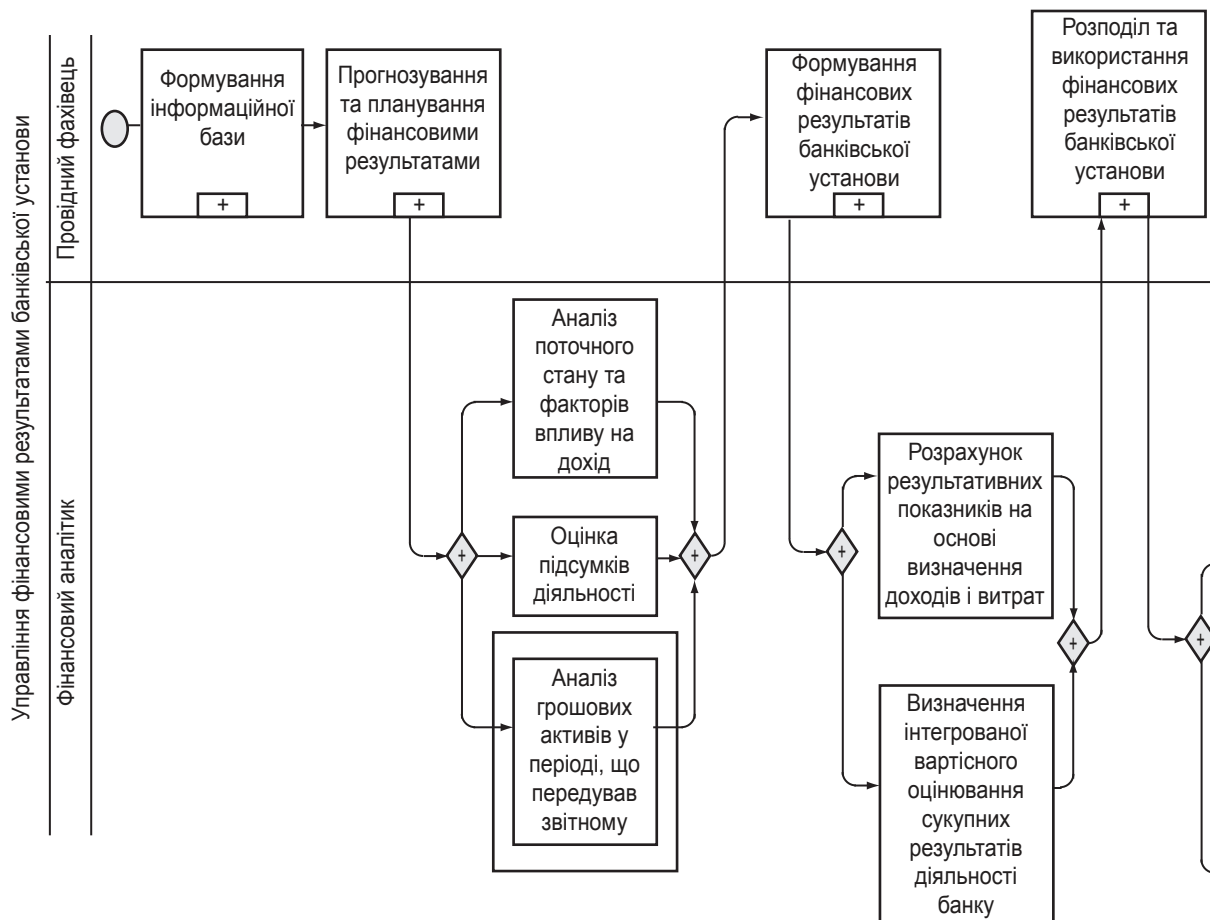 Управління фінансовими результатами банківської установи
Провідний фахівець
Формування
інформаційної
бази
+
Прогнозування
та планування
фінансовими
результатами
+
Формування
фінансових
результатів
банківської
установи
+
Розподіл та
використання
фінансових
результатів
банківської
установи
+
Фінансовий аналітик
+
Аналіз
поточного
стану та
факторів
впливу на
дохід
Оцінка
підсумків
діяльності
Аналіз
грошових
активів у
періоді, що
передував
звітному
+
+
Розрахунок
результативних
показників на
основі
визначення
доходів і витрат
Визначення
інтегрованої
вартісного
оцінювання
сукупних
результатів
діяльності
банку
+
+